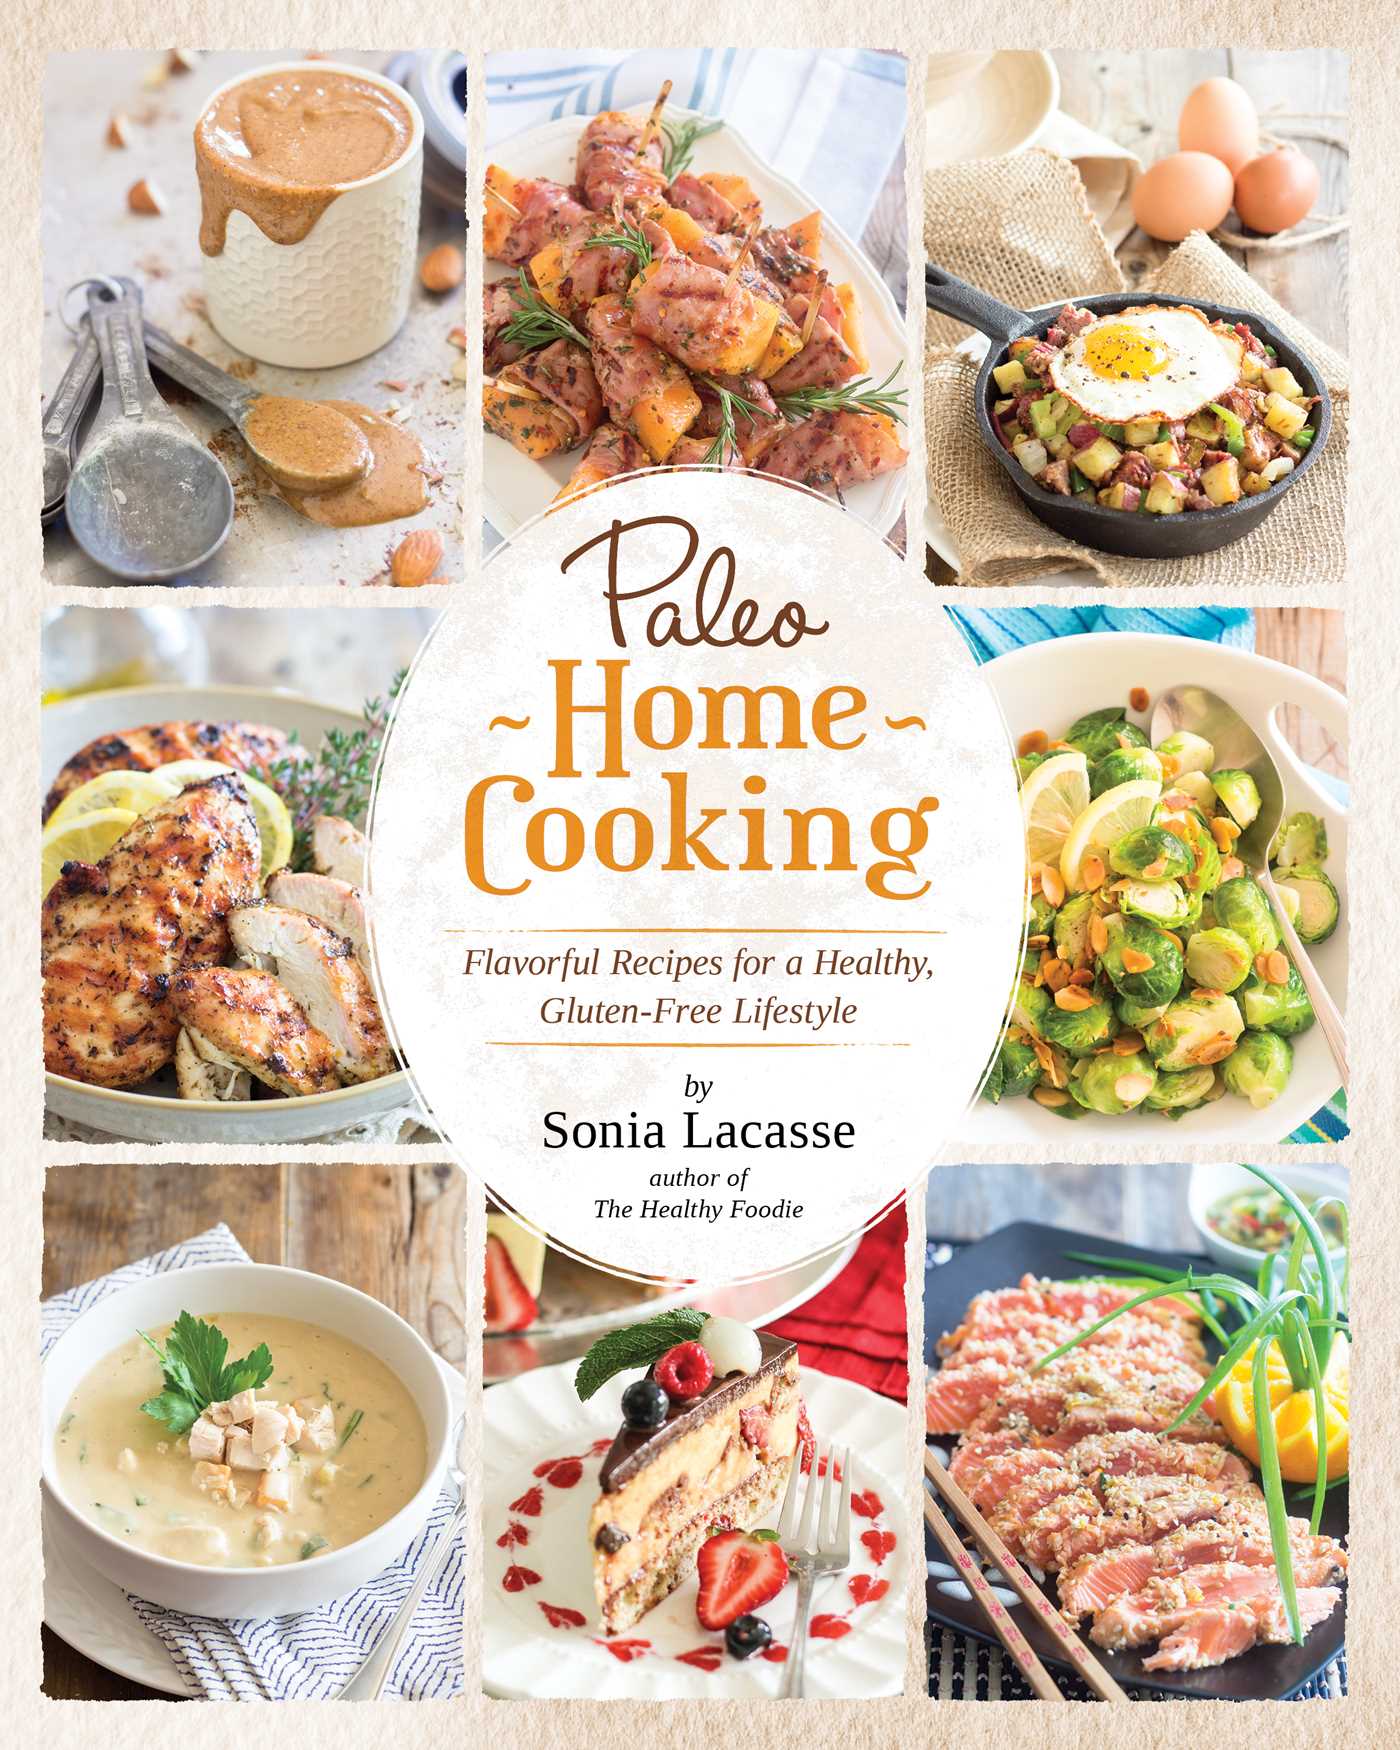 Paleo
~Home~
Cooking
Flavorful Recipes for a Healthy,
Gluten-Free Lifestyle
by
Sonia Lacasse
author of
The Healthy Foodie